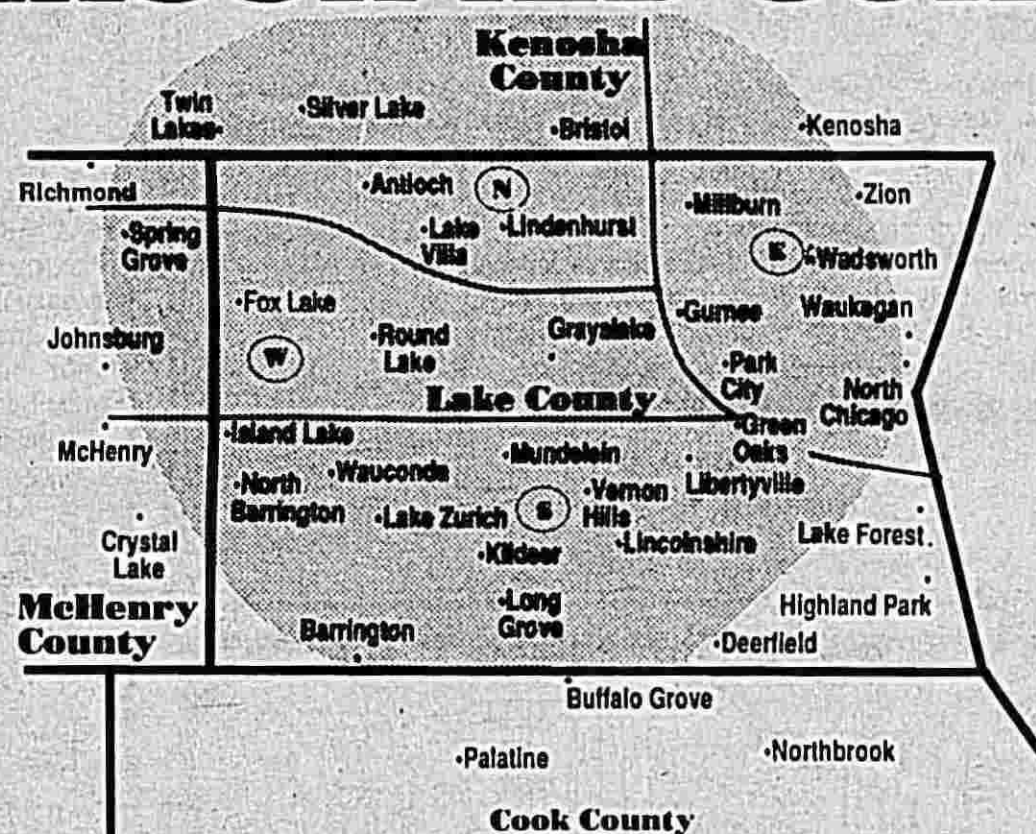 Kenosha
County
Twin
Lakes
Silver Lake
Bristol
Kenosha
Richmond
Antioch
N
Millburn
Zion
Spring
Grove
Lake
Villa
Lindenhurst
E
Wadsworth
Fox Lake
Gurnee
Waukegan
Johnsburg
W
Round
Lake
Grayslake
Park
City
North
Chicago
Lake County
McHenry
Island Lake
Mundelein
Green
Oaks
North
Barrington
Wauconda
Vernon
Hills
Libertyville
Lake Zurich
S
Crystal
Lake
Kildeer
Lincolnshire
Lake Forest
McHenry
County
Long
Grove
Highland Park
Barrington
Deerfield
Buffalo Grove
Palatine
Northbrook
Cook County